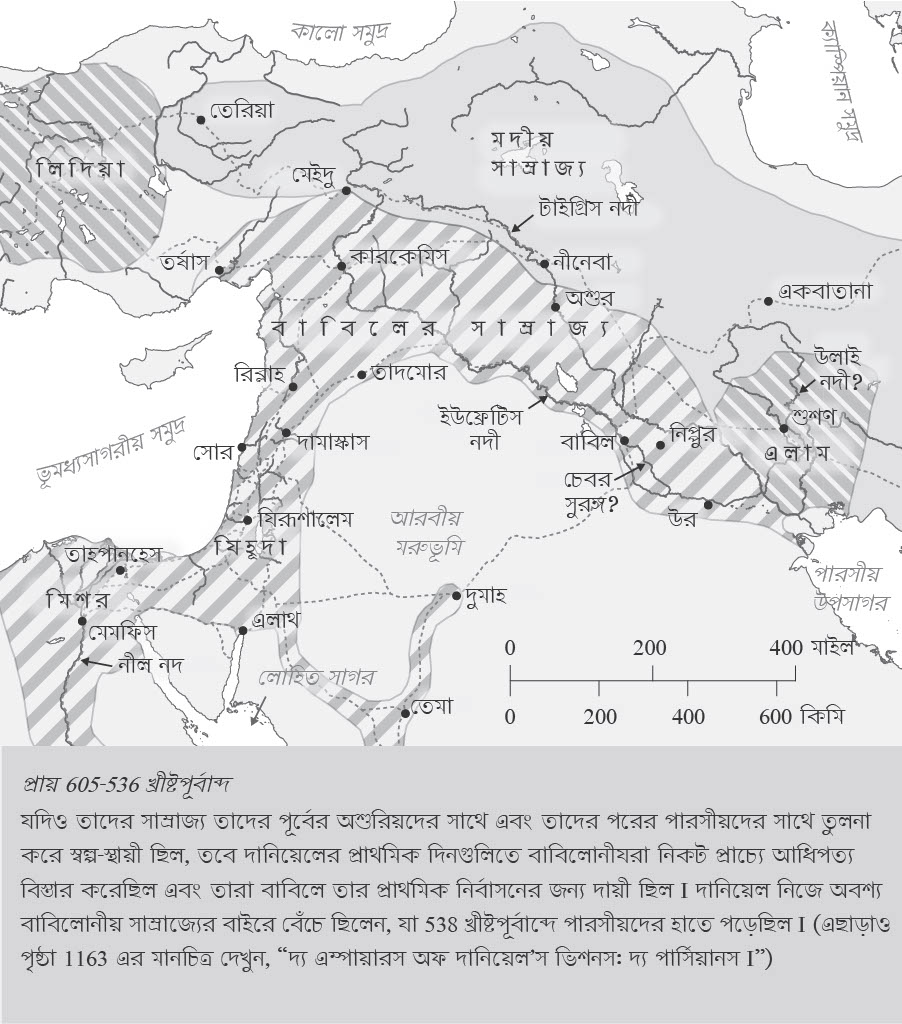 কালো সমুদ্র
ক্যাস্পিয়ান সমুদ্র
তেরিয়া
মদীয়
সাম্রাজ্য
লিদিয়া
মেইদু
টাইগ্রিস নদী
তর্ষাস
কারকেমিস
নীনেবা
একবাতানা
অশুর
বাবিলের সাম্রাজ্য
উলাই
নদী?
রিব্লাহ
তাদমোর
ইউফ্রেটিস
নদী
শুশণ
ভূমধ্যসাগরীয় সমুদ্র
সোর
দামাস্কাস
বাবিল
নিপ্পুর
এলাম
চেবর
সুরঙ্গ?
যিরূশালেম
আরবীয়
মরুভূমি
উর
যিহূদা
তাহপানহেস
পারসীয়
উপসাগর
মিশর
দুমাহ
এলাথ
মেমফিস
নীল নদ
লোহিত সাগর
তেমা
0 200 400 মাইল
0 200 400 600 কিমি
প্রায় 605-536 খ্রীষ্টপূর্বাব্দ
যদিও তাদের সাম্রাজ্য তাদের পূর্বের অশুরিয়দের সাথে এবং তাদের পরের পারসীয়দের সাথে তুলনা
করে স্বল্প-স্থায়ী ছিল, তবে দানিয়েলের প্রাথমিক দিনগুলিতে বাবিলোনীযরা নিকট প্রাচ্যে আধিপত্য
বিস্তার করেছিল এবং তারা বাবিলে তার প্রাথমিক নির্বাসনের জন্য দায়ী ছিল I দানিয়েল নিজে অবশ্য
বাবিলোনীয় সাম্রাজ্যের বাইরে বেঁচে ছিলেন, যা 538 খ্রীষ্টপূর্বাব্দে পারসীয়দের হাতে পড়েছিল I (এছাড়াও
পৃষ্ঠা 1163 এর মানচিত্র দেখুন, “দ্য এম্পায়ারস অফ দানিয়েল’স ভিশনস: দ্য পার্সিয়ানস I”)